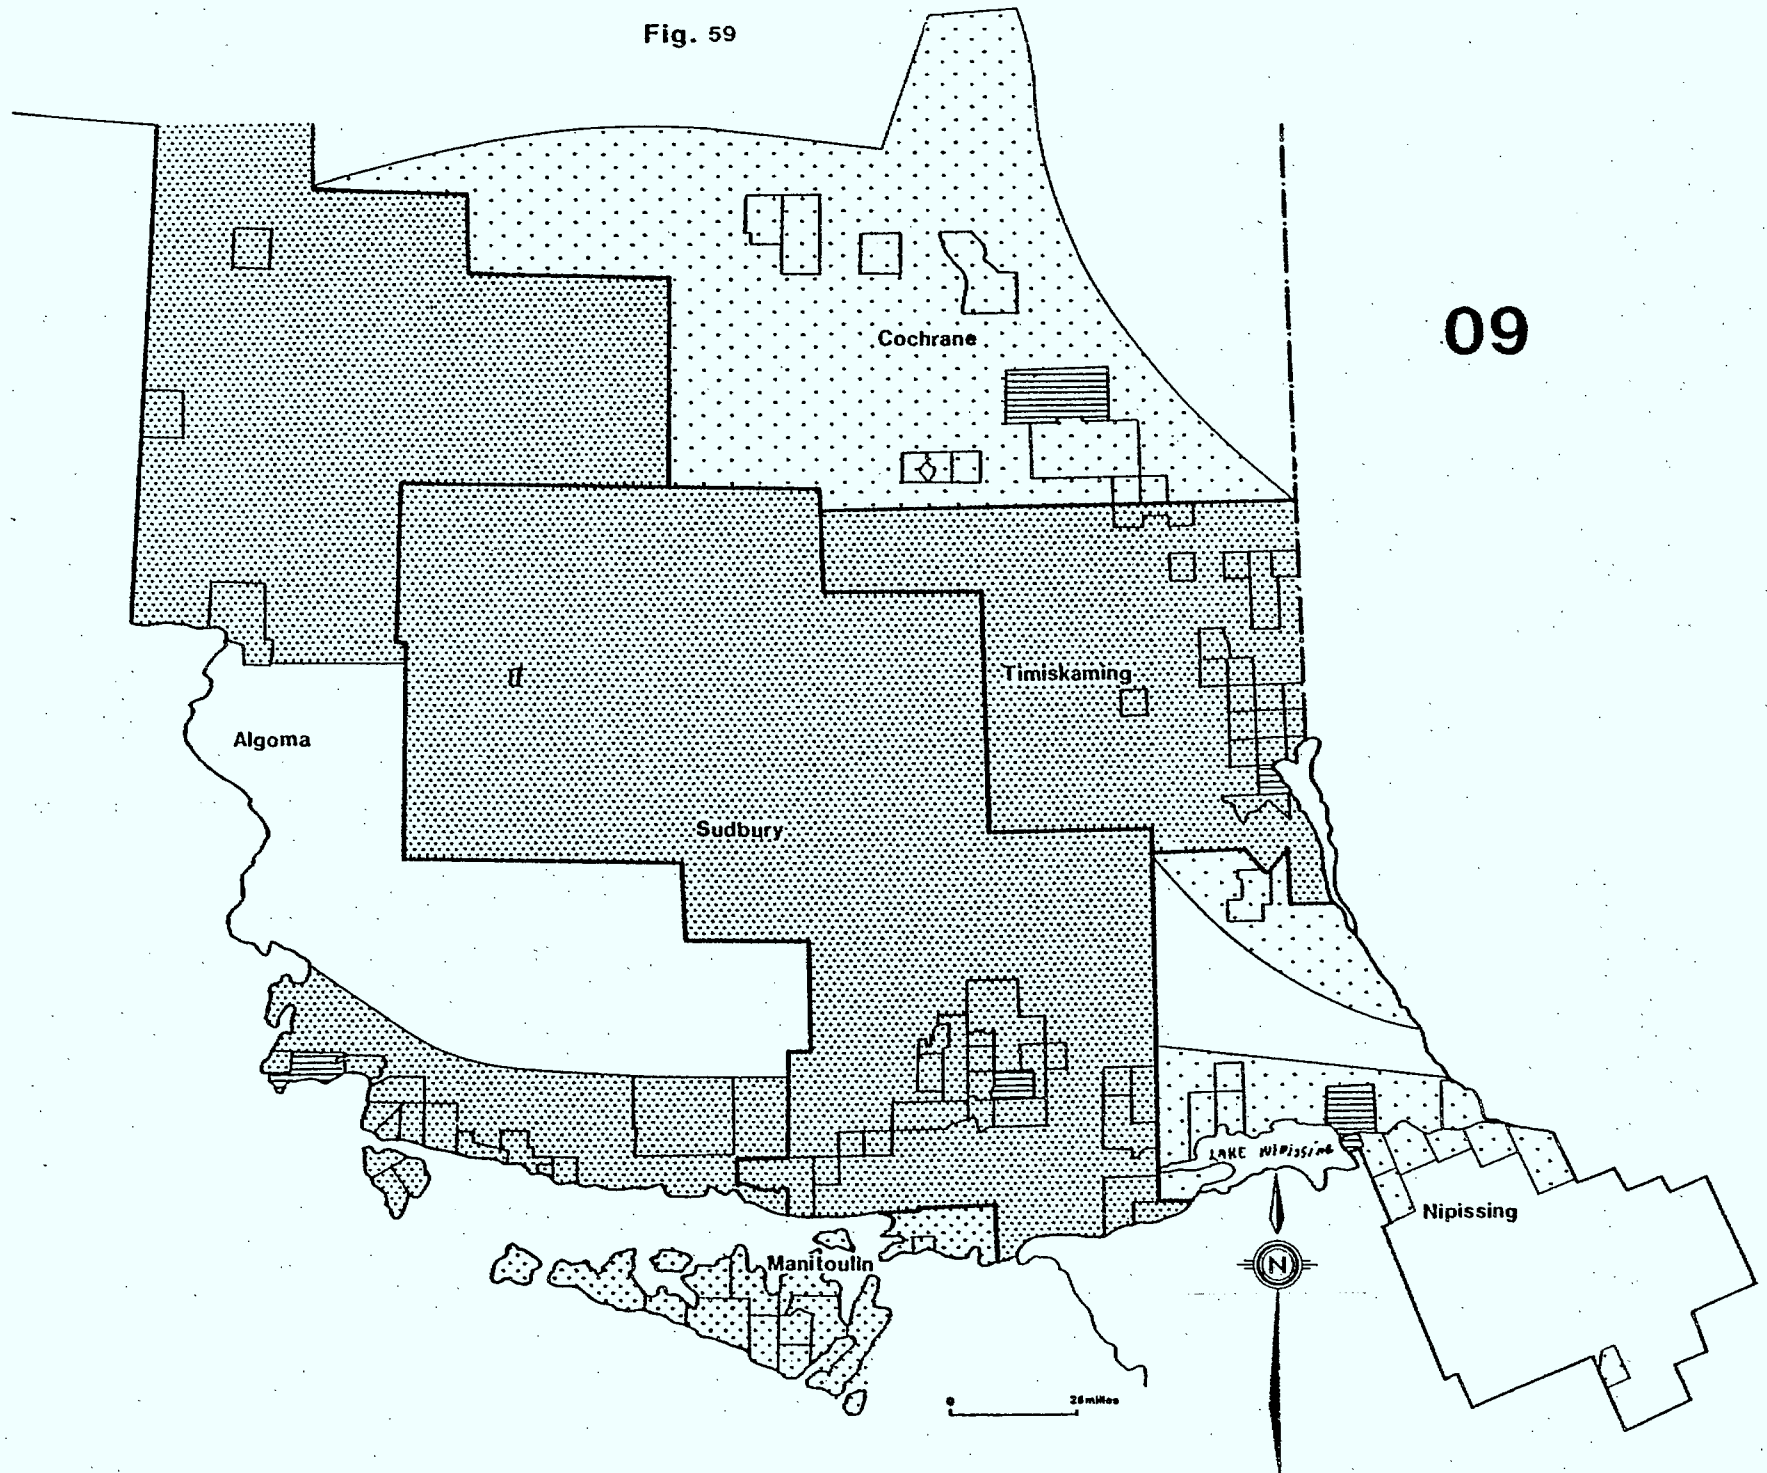 Fig. 59
09
Cochrane
Timiskaming
Algoma
Sudbury
LAKE NIPISSING
Nipissing
Manitoulin
N
0 25 miles